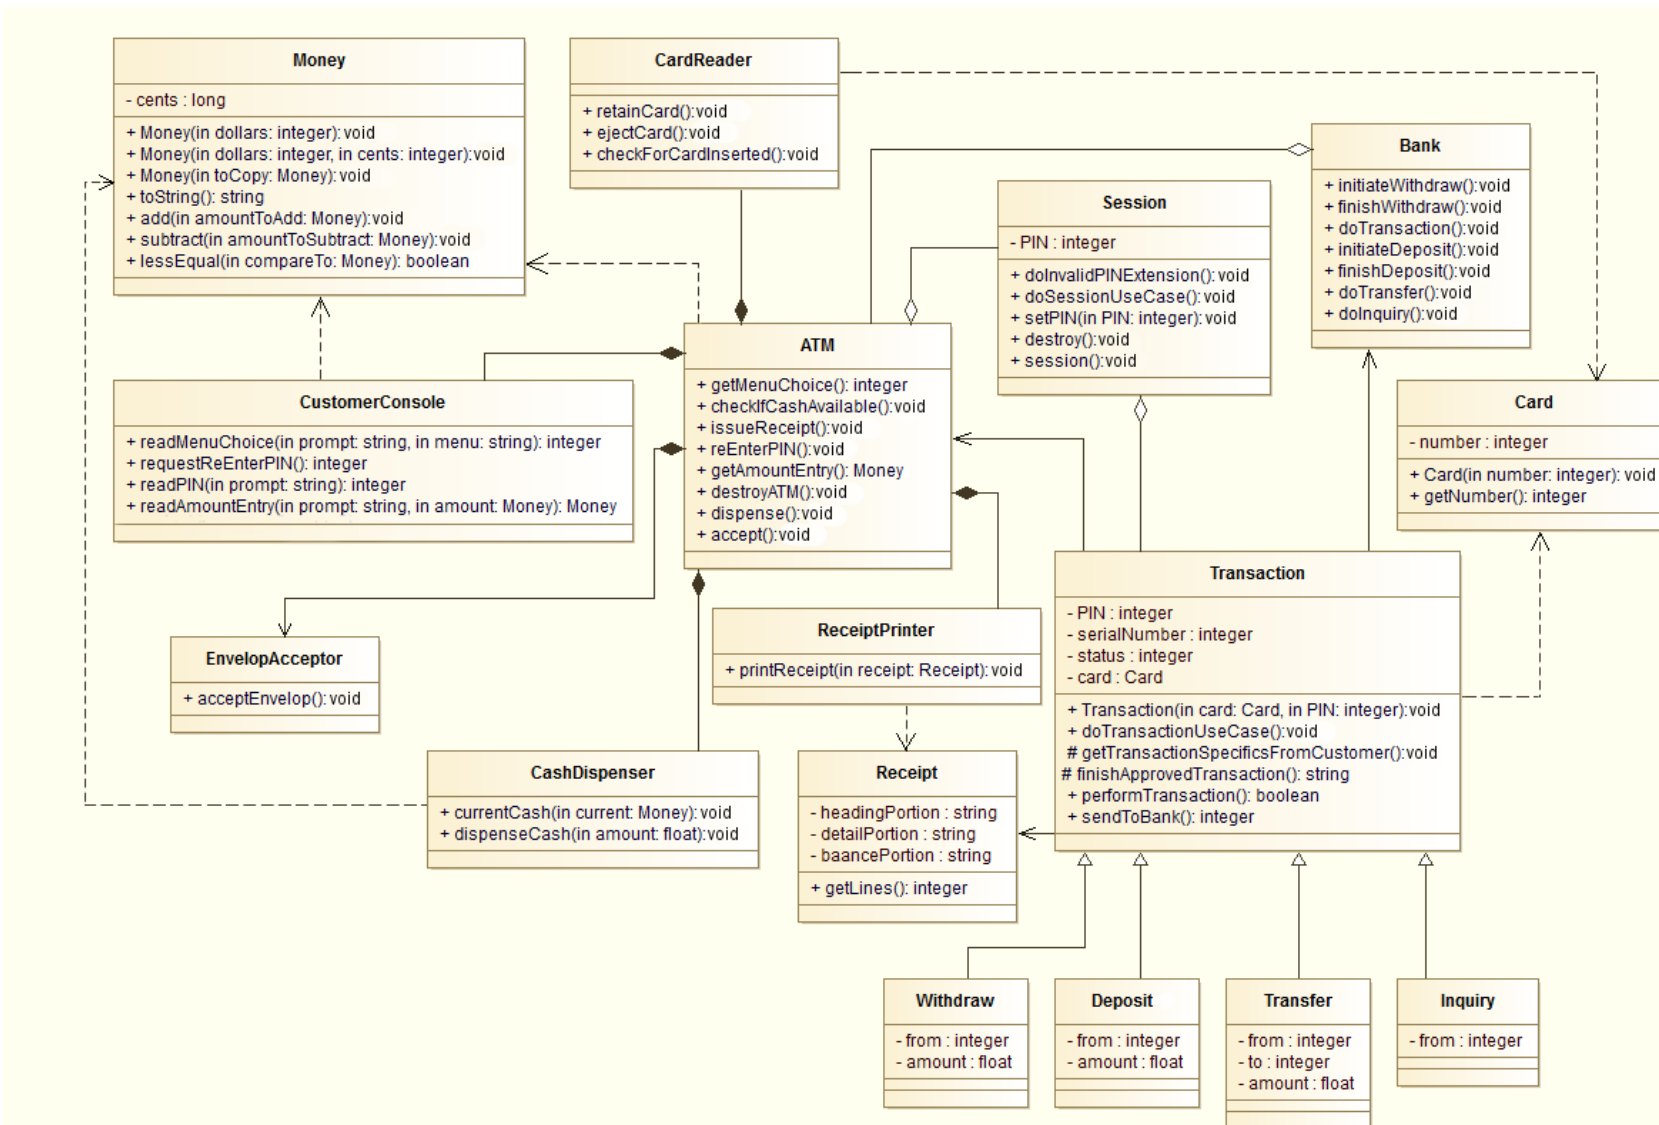 Money
- cents : long
+ Money(in dollars: integer): void
+ Money(in dollars: integer, in cents: integer):void
+ Money(in toCopy: Money): void
+ toString(): string
+ add(in amountToAdd: Money):void
+ subtract(in amountToSubtract: Money):void
+ lessEqual(in compareTo: Money): boolean
CardReader
+ retainCard():void
+ ejectCard():void
+ checkForCardInserted():void
Bank
+ initiateWithdraw():void
+ finishWithdraw():void
+ doTransaction():void
+ initiateDeposit():void
+ finishDeposit():void
+ doTransfer():void
+ doInquiry():void
Session
- PIN : integer
+ doInvalidPINExtension():void
+ doSessionUseCase():void
+ setPIN(in PIN: integer): void
+ destroy():void
+ session():void
ATM
+ getMenuChoice(): integer
+ checkIfCashAvailable():void
+ issueReceipt():void
+ reEnterPIN():void
+ getAmountEntry(): Money
+ destroyATM():void
+ dispense():void
+ accept():void
CustomerConsole
+ readMenuChoice(in prompt: string, in menu: string): integer
+ requestReEnterPIN(): integer
+ readPIN(in prompt: string): integer
+ readAmountEntry(in prompt: string, in amount: Money): Money
Card
- number : integer
+ Card(in number: integer): void
+ getNumber(): integer
Transaction
- PIN : integer
- serialNumber : integer
- status : integer
- card : Card
+ Transaction(in card: Card, in PIN: integer):void
+ doTransactionUseCase():void
# getTransactionSpecificsFromCustomer():void
# finishApprovedTransaction(): string
+ performTransaction(): boolean
+ sendToBank(): integer
EnvelopAcceptor
+ acceptEnvelop():void
ReceiptPrinter
+ printReceipt(in receipt: Receipt): void
CashDispenser
+ currentCash(in current: Money): void
+ dispenseCash(in amount: float):void
Receipt
- headingPortion : string
- detailPortion : string
- baancePortion : string
+ getLines(): integer
Withdraw
- from : integer
- amount : float
Deposit
- from : integer
- amount : float
Transfer
- from : integer
- to : integer
- amount : float
Inquiry
- from : integer